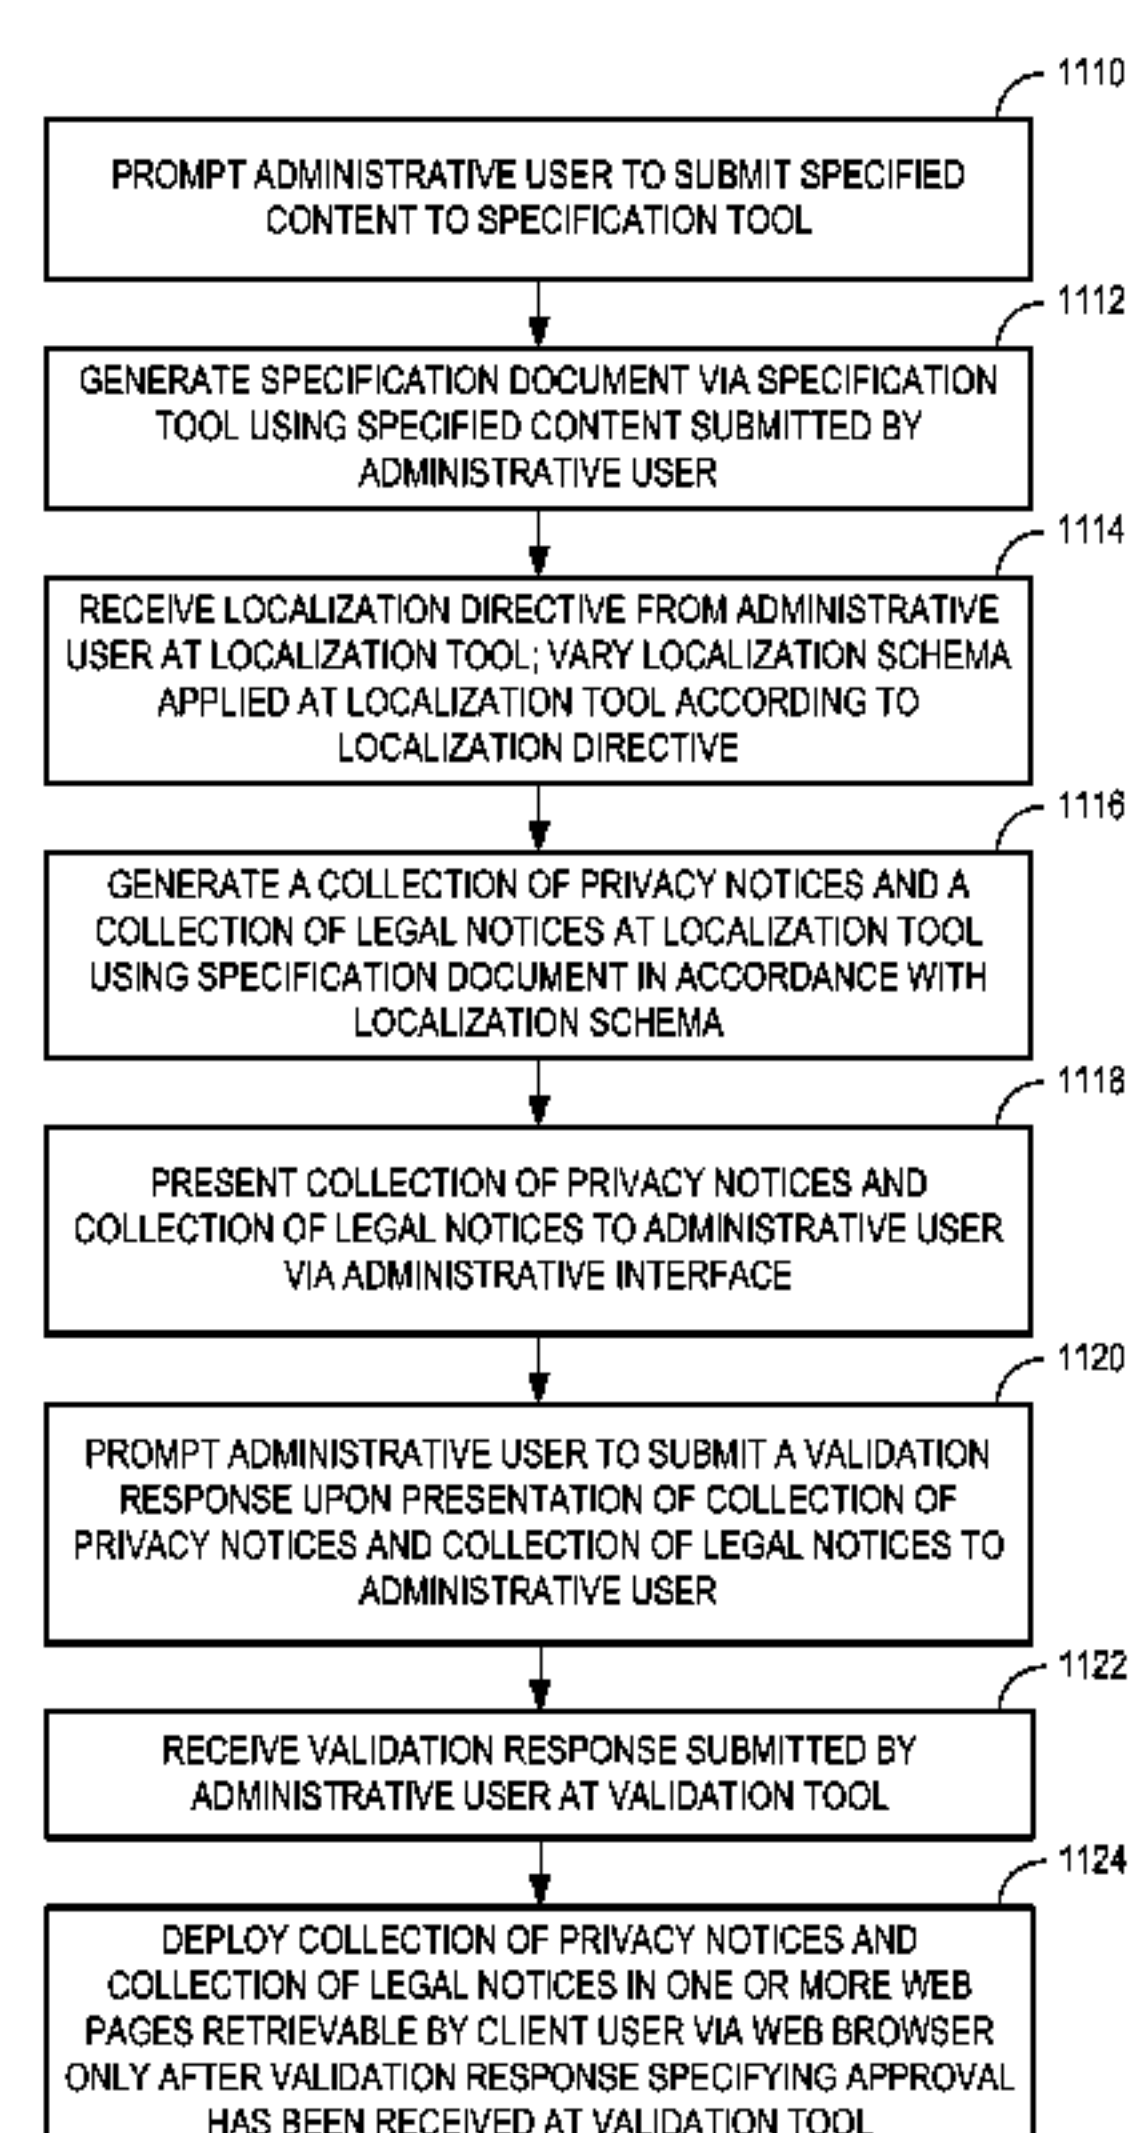 1110
PROMPT ADMINISTRATIVE USER TO SUBMIT SPECIFIED
CONTENT TO SPECIFICATION TOOL
1112
GENERATE SPECIFICATION DOCUMENT VIA SPECIFICATION
TOOL USING SPECIFIED CONTENT SUBMITTED BY
ADMINISTRATIVE USER
1114
RECEIVE LOCALIZATION DIRECTIVE FROM ADMINISTRATIVE
USER AT LOCALIZATION TOOL; VARY LOCALIZATION SCHEMA
APPLIED AT LOCALIZATION TOOL ACCORDING TO
LOCALIZATION DIRECTIVE
1116
GENERATE A COLLECTION OF PRIVACY NOTICES AND A
COLLECTION OF LEGAL NOTICES AT LOCALIZATION TOOL
USING SPECIFICATION DOCUMENT IN ACCORDANCE WITH
LOCALIZATION SCHEMA
1118
PRESENT COLLECTION OF PRIVACY NOTICES AND
COLLECTION OF LEGAL NOTICES TO ADMINISTRATIVE USER
VIA ADMINISTRATIVE INTERFACE
1120
PROMPT ADMINISTRATIVE USER TO SUBMIT A VALIDATION
RESPONSE UPON PRESENTATION OF COLLECTION OF
PRIVACY NOTICES AND COLLECTION OF LEGAL NOTICES TO
ADMINISTRATIVE USER
1122
RECEIVE VALIDATION RESPONSE SUBMITTED BY
ADMINISTRATIVE USER AT VALIDATION TOOL
1124
DEPLOY COLLECTION OF PRIVACY NOTICES AND
COLLECTION OF LEGAL NOTICES IN ONE OR MORE WEB
PAGES RETRIEVABLE BY CLIENT USER VIA WEB BROWSER
ONLY AFTER VALIDATION RESPONSE SPECIFYING APPROVAL
HAS BEEN RECEIVED AT VALIDATION TOOL